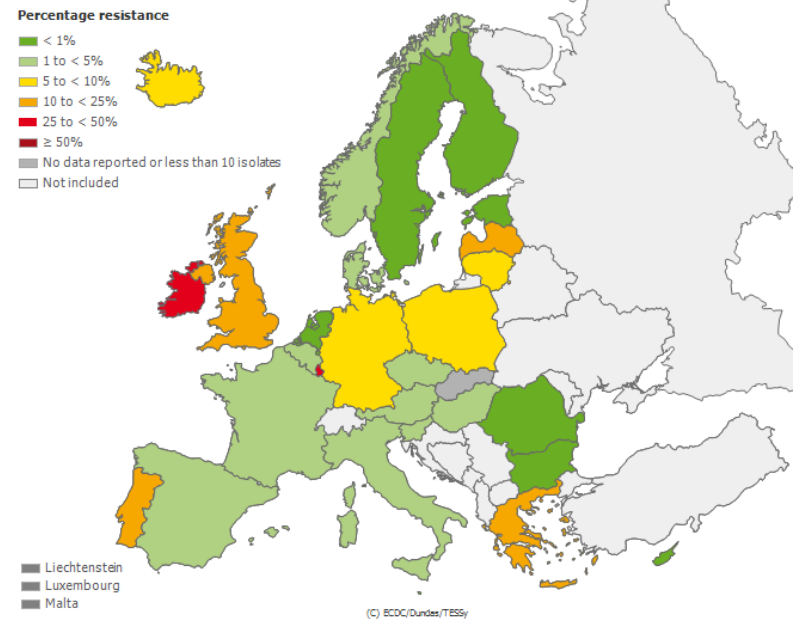 Percentage resistance
< 1%
1 to < 5%
5 to < 10%
10 to < 25%
25 to < 50%
≥ 50%
No data reported or less than 10 isolates
Not included
Liechtenstein
Luxembourg
Malta
(C) ECDC/Dundas/TESSy